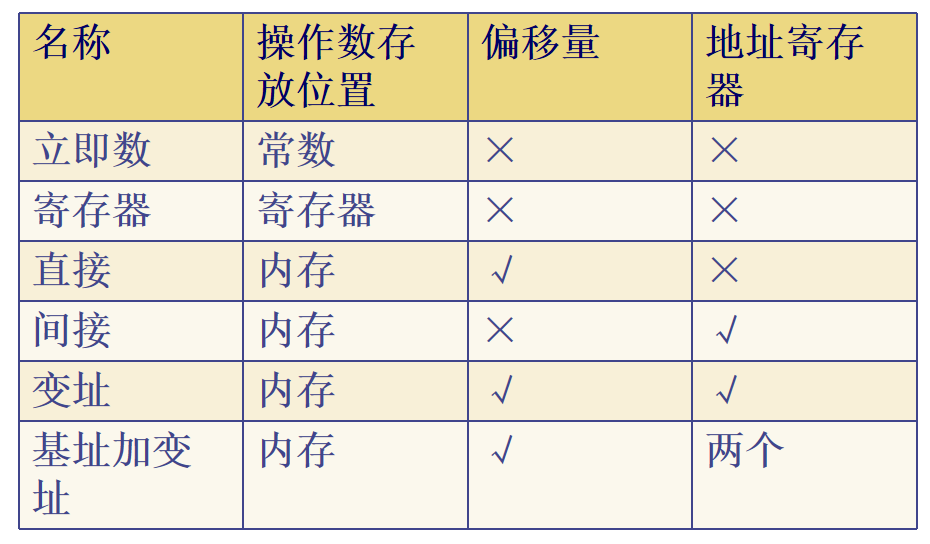 名称 操作数存放位置 偏移量 地址寄存器
立即数 常数 × ×
寄存器 寄存器 × ×
直接 内存 √ ×
间接 内存 × √
变址 内存 √ √
基址加变址 内存 √ 两个